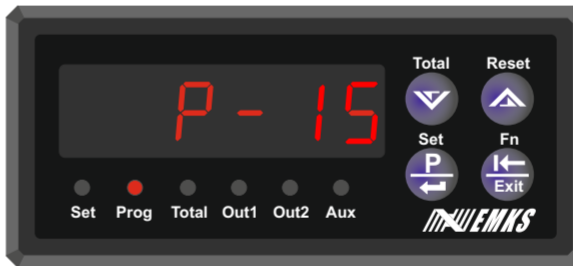 P - 15
Total Reset
Set Fn
P Exit
Set Prog Total Out1 Out2 Aux
EMKS